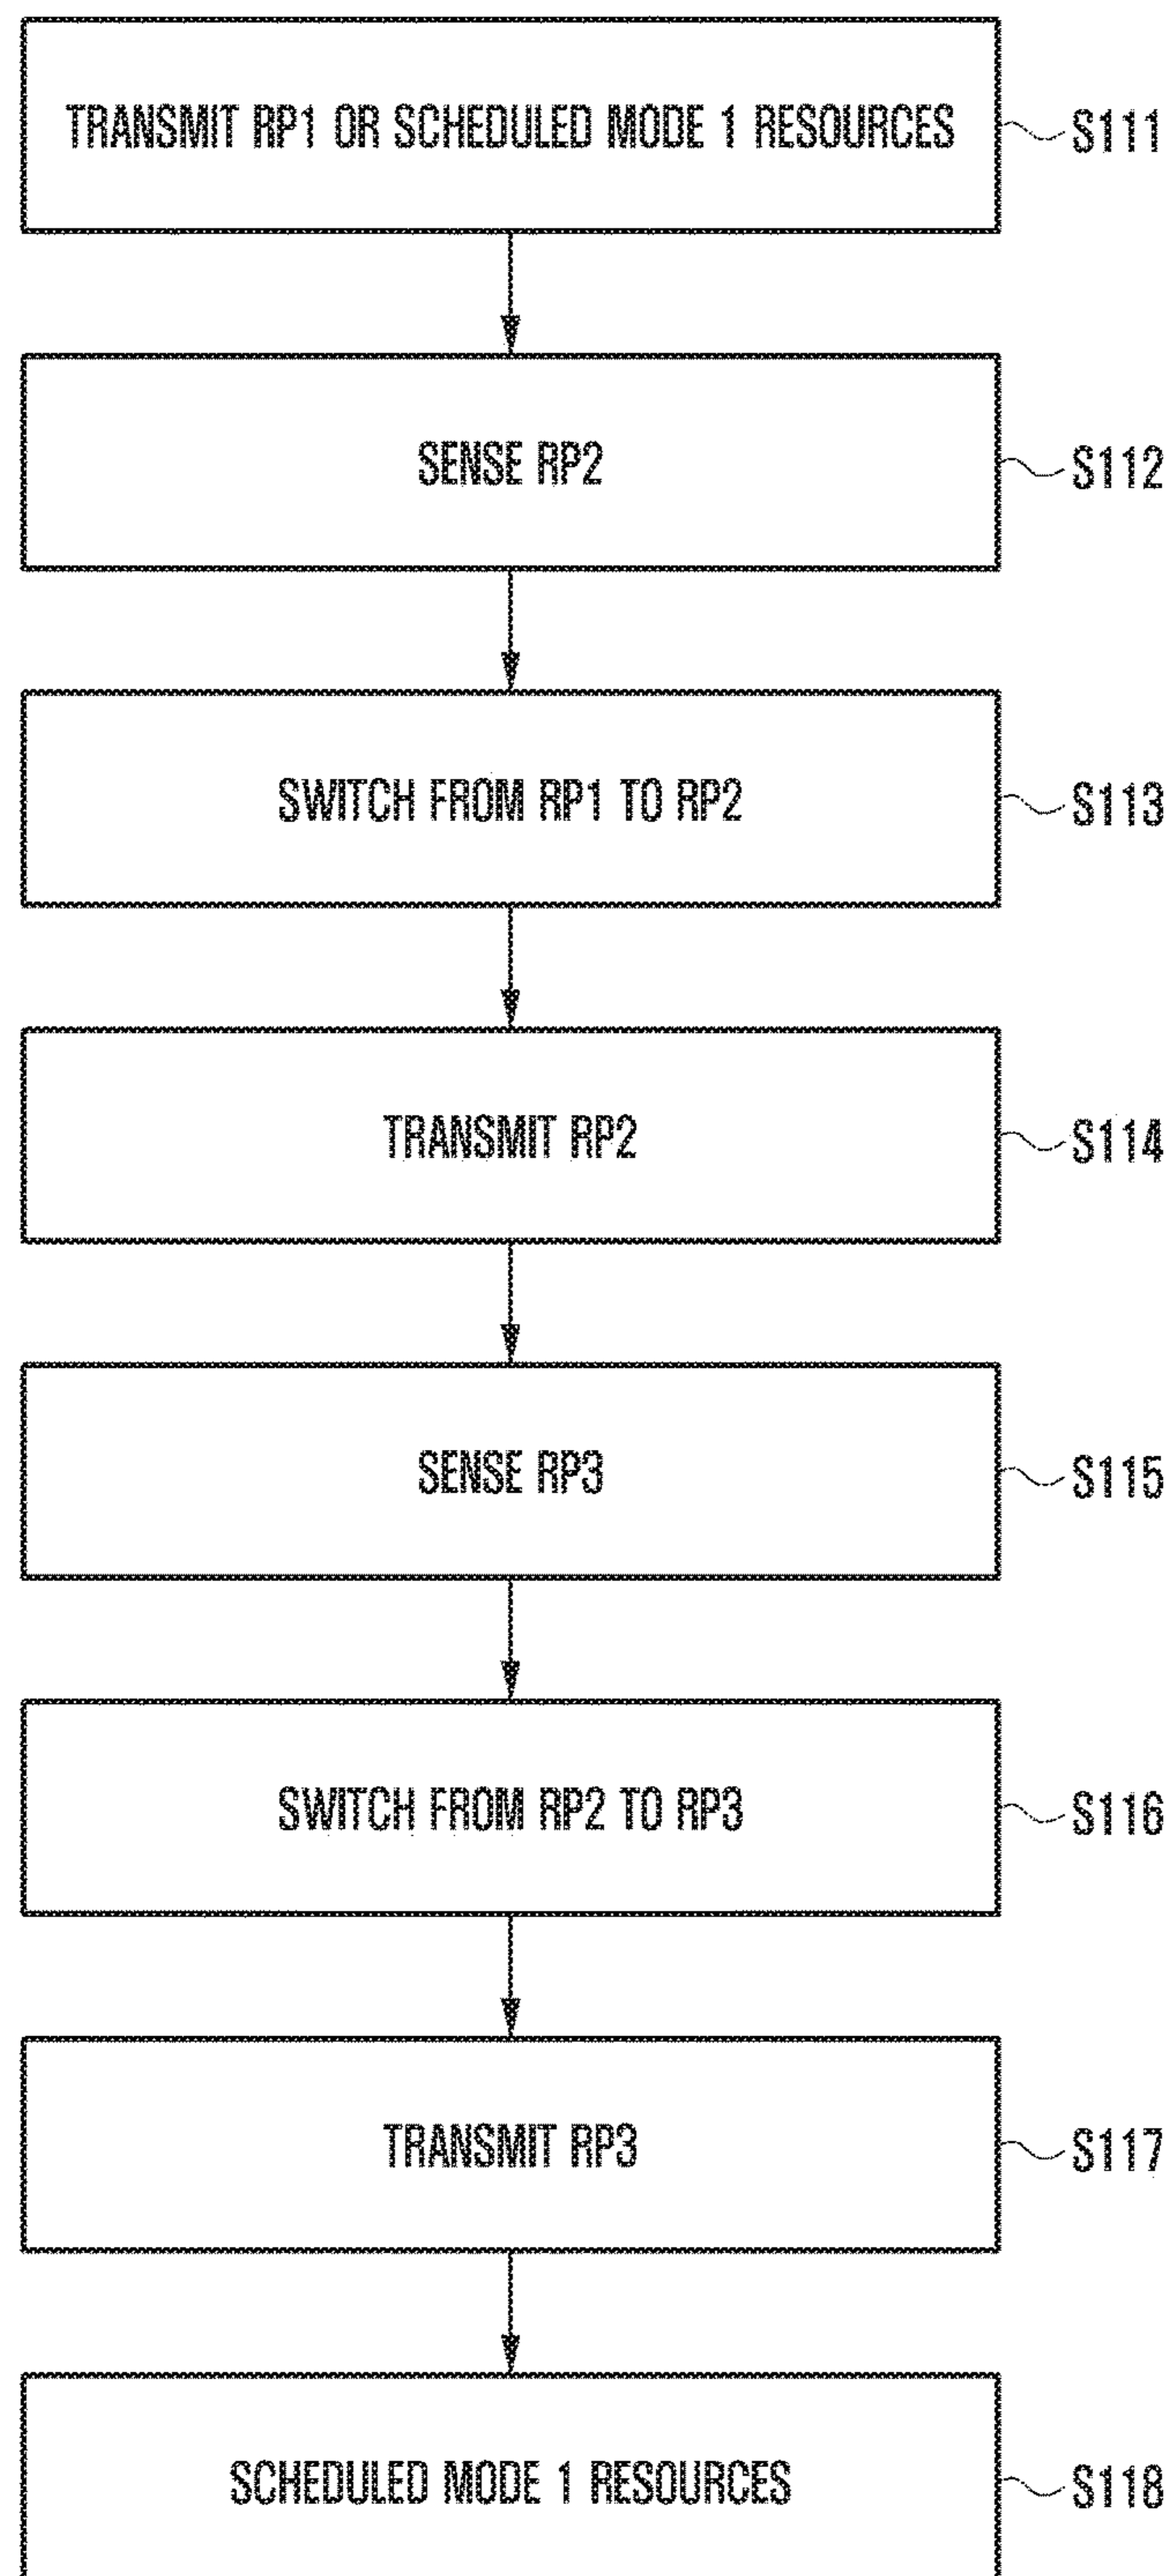 TRANSMIT RP1 OR SCHEDULED MODE 1 RESOURCES S111
SENSE RP2 S112
SWITCH FROM RP1 TO RP2 S113
TRANSMIT RP2 S114
SENSE RP3 S115
SWITCH FROM RP2 TO RP3 S116
TRANSMIT RP3 S117
SCHEDULED MODE 1 RESOURCES S118